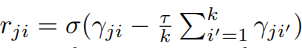 r_{ji} = σ(γ_{ji} − \frac{τ}{k} \sum_{i'=1}^{k} γ_{ji'})